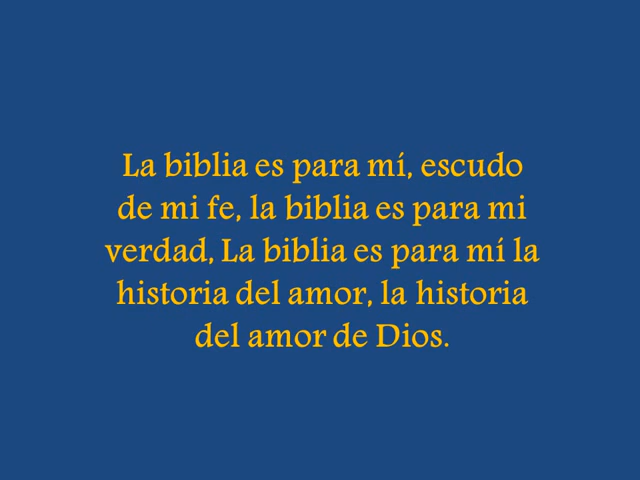 La biblia es para mí, escudo
de mi fe, la biblia es para mi
verdad, La biblia es para mí la
historia del amor, la historia
del amor de Dios.